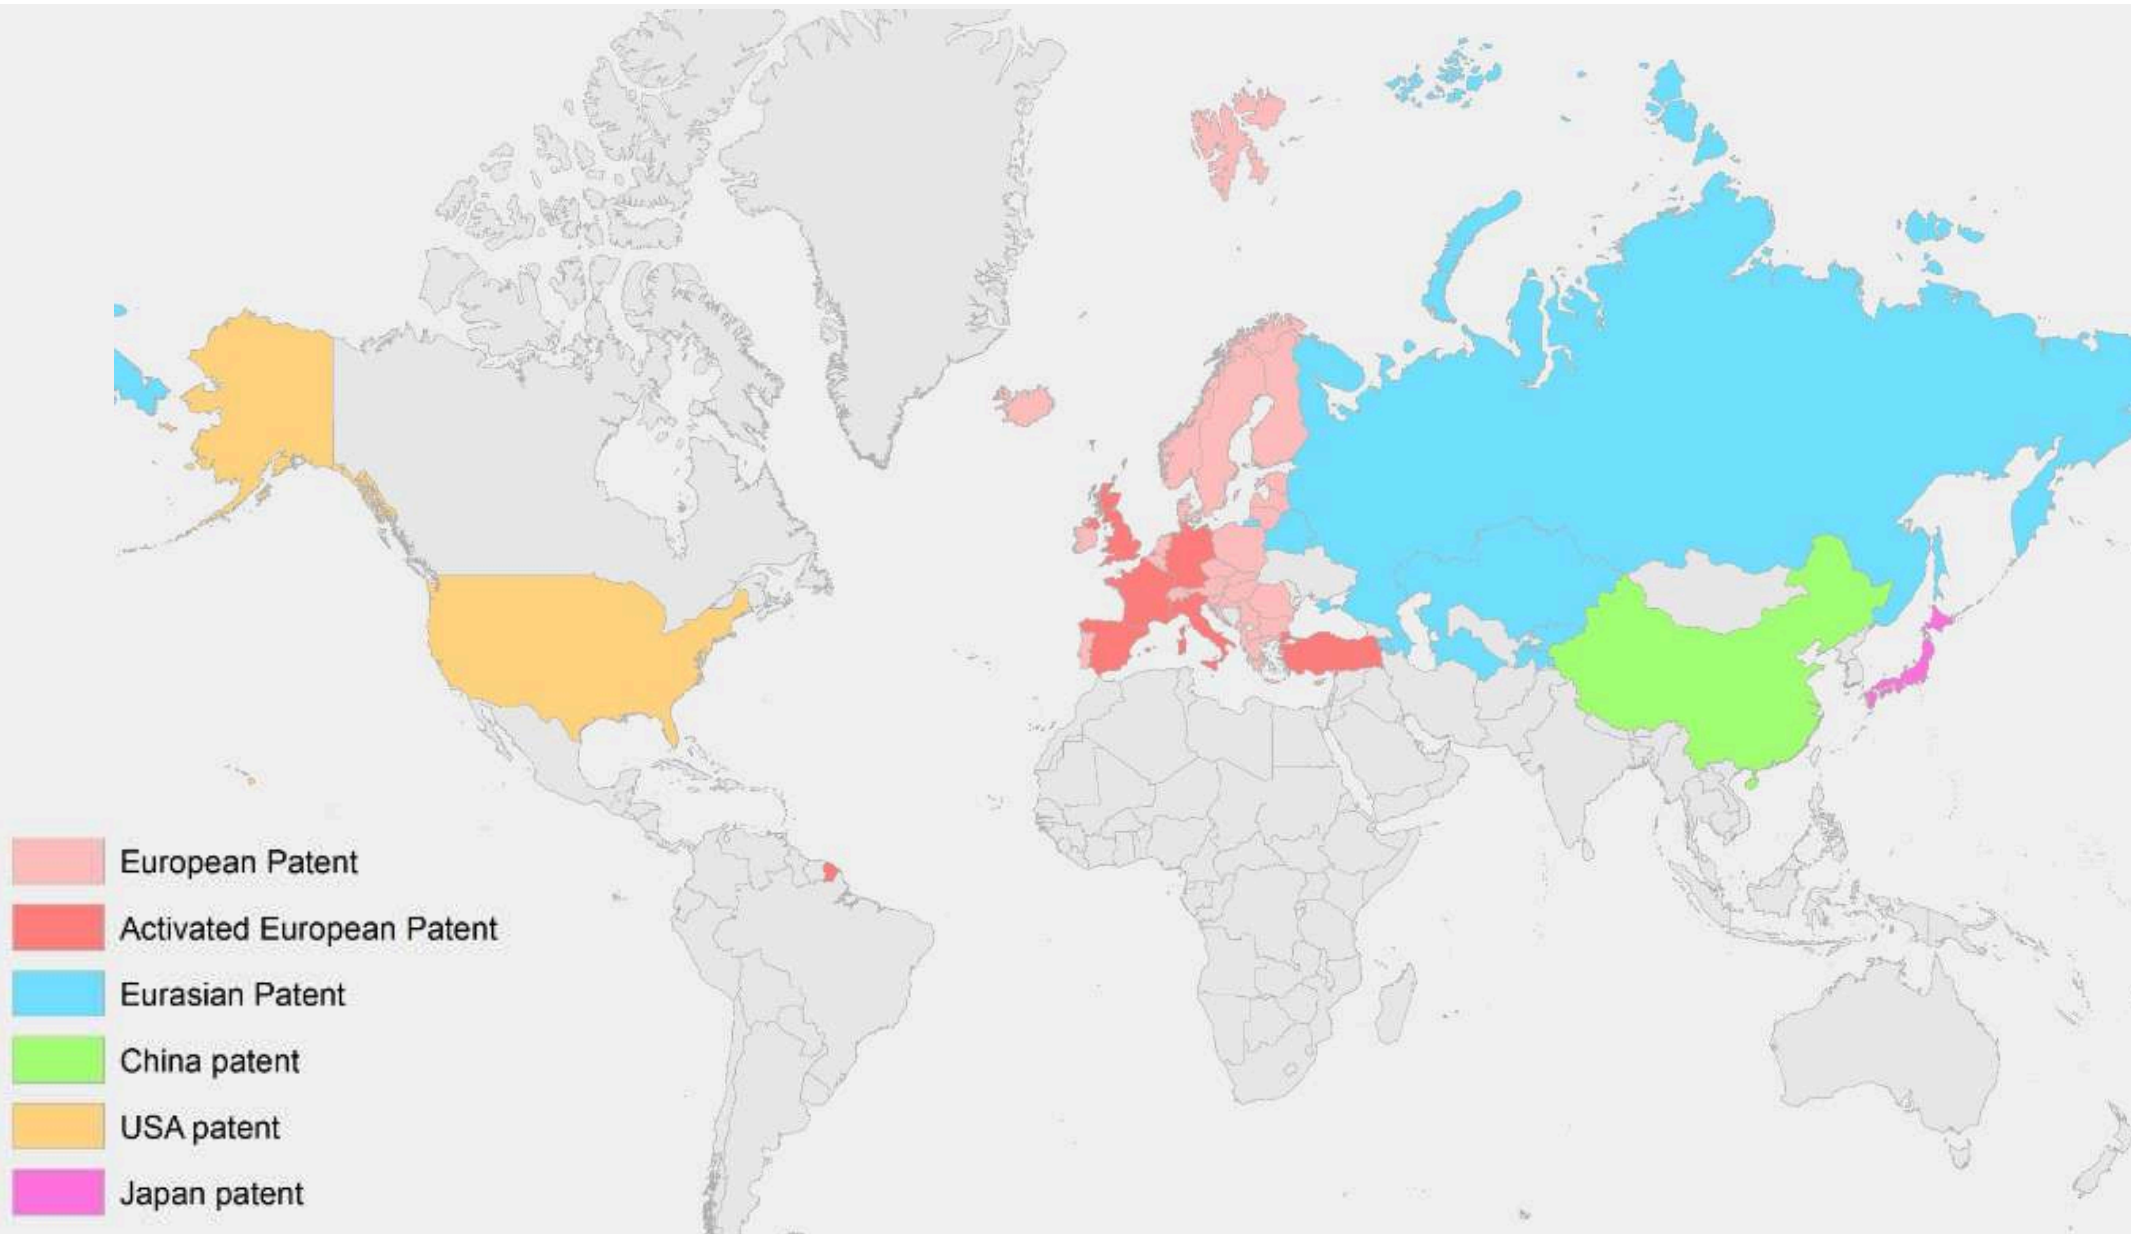 European Patent
Activated European Patent
Eurasian Patent
China patent
USA patent
Japan patent